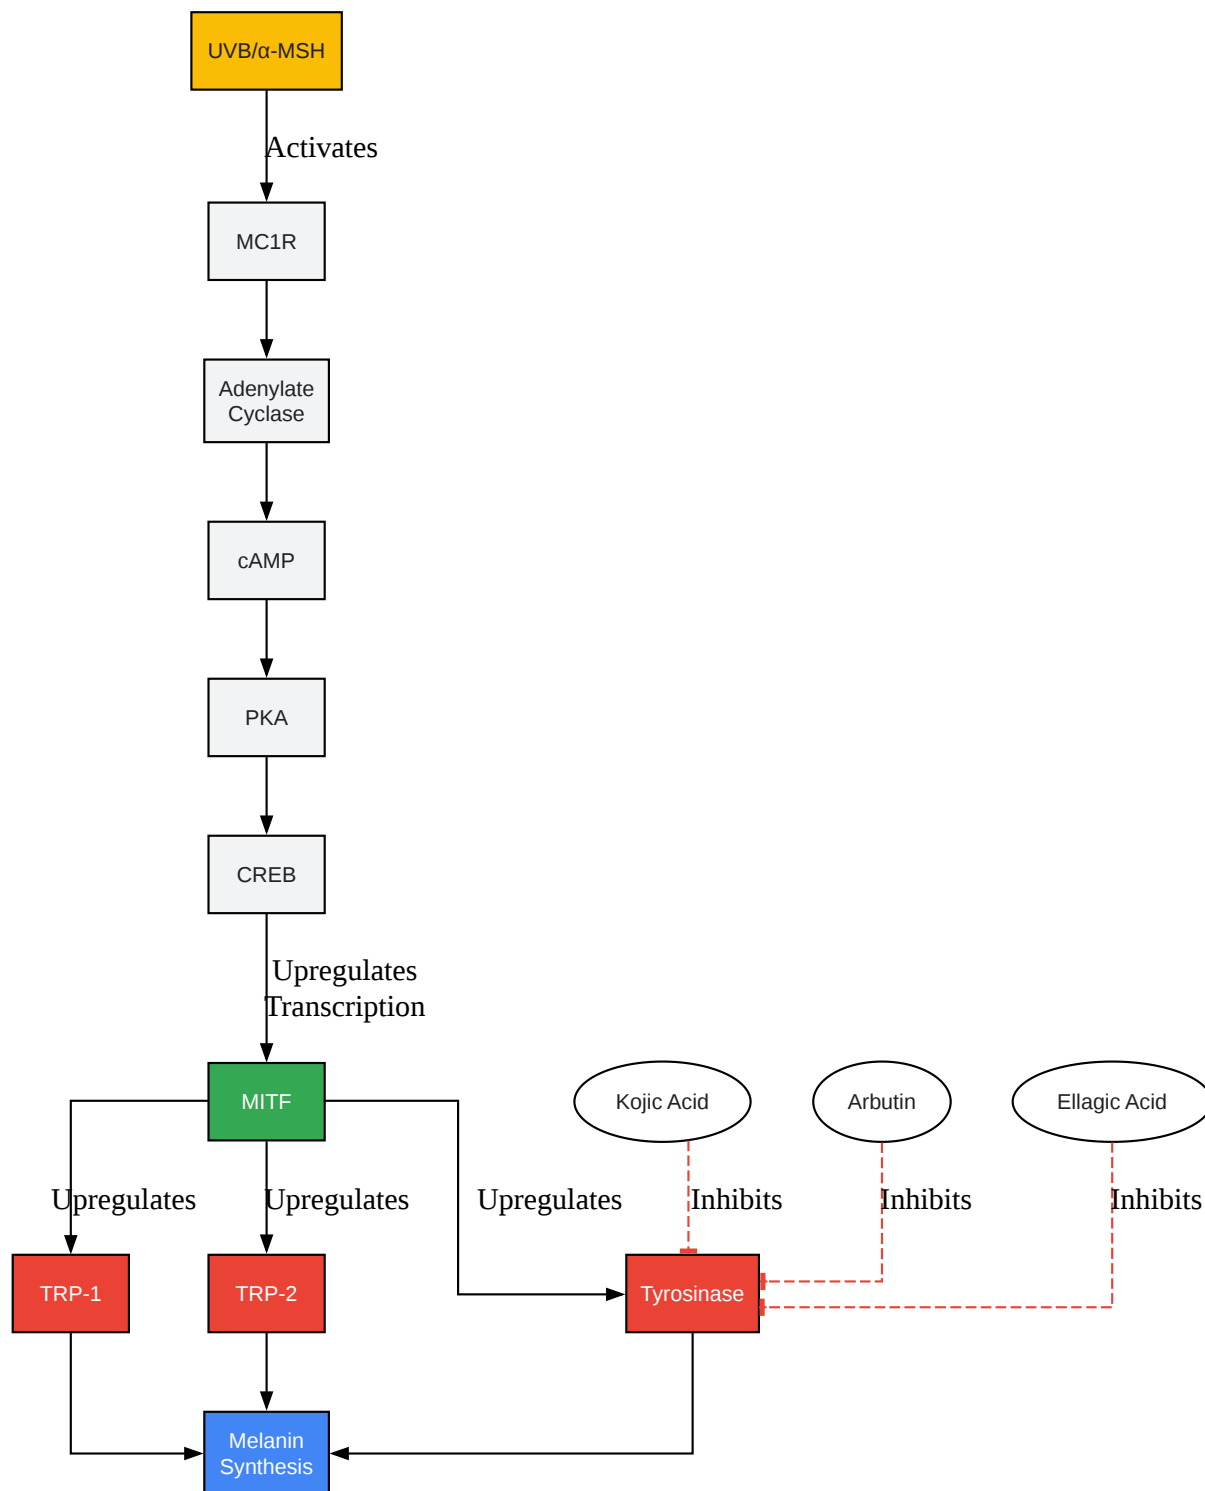 UVB/α-MSH
Activates
MC1R
Adenylate
Cyclase
cAMP
PKA
CREB
Upregulates
Transcription
MITF
Kojic Acid
Arbutin
Ellagic Acid
Upregulates
Upregulates
Upregulates
Inhibits
Inhibits
Inhibits
TRP-1
TRP-2
Tyrosinase
Melanin
Synthesis